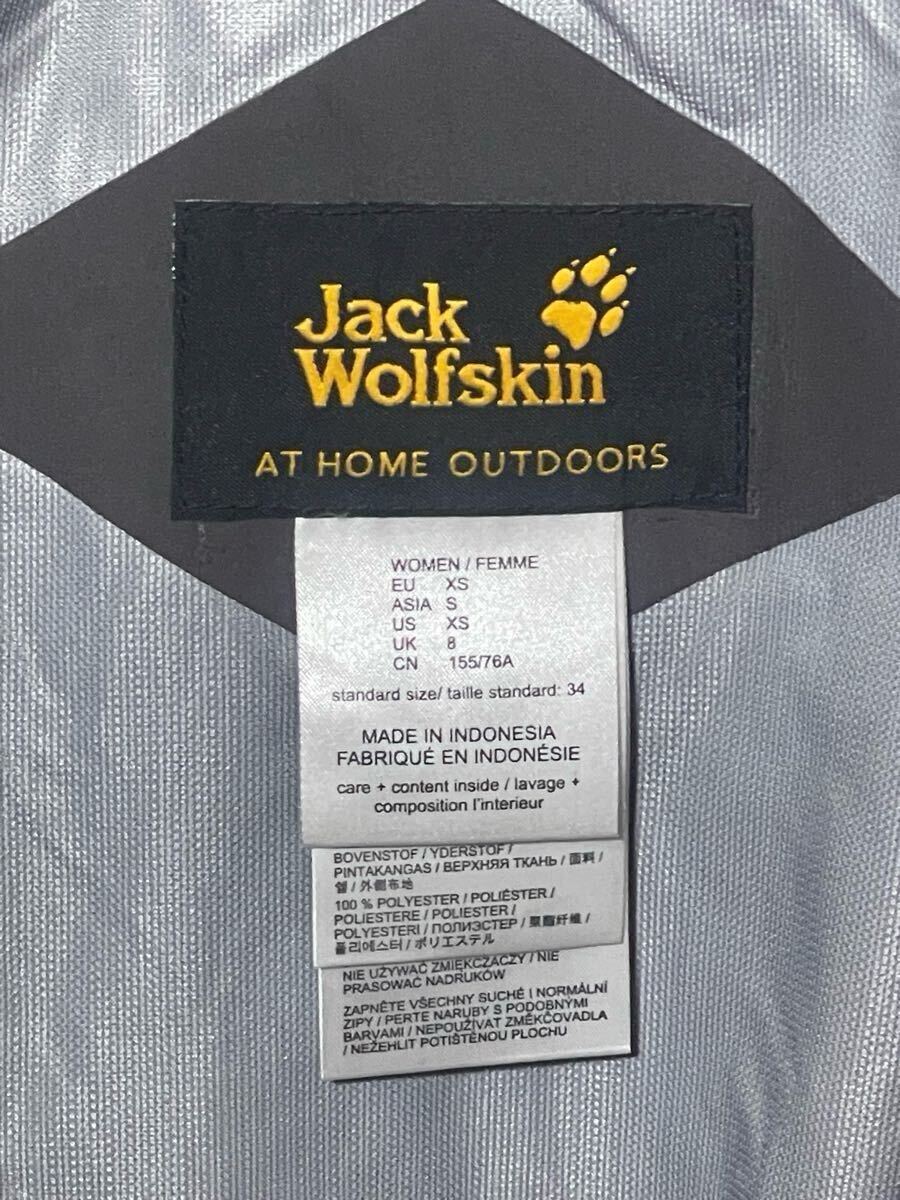 Jack
Wolfskin
AT HOME OUTDOORS
WOMEN / FEMME
EU XS
ASIA S
US XS
UK 8
CN 155/76A
standard size/ taille standard: 34
MADE IN INDONESIA
FABRIQUÉ EN INDONÉSIE
care + content inside / lavage +
composition l'interieur
BOVENSTOF / YDERSTOF /
PINTAKANGAS / ВЕРХНЯЯ ТКАНЬ / 面料 /
쉘 / 外側布地
100 % POLYESTER / POLIÉSTER /
POLIESTERE / POLIESTER /
POLYESTERI / ПОЛИЭСТЕР / 聚酯纤维 /
폴리에스터 / ポリエステル
NIE UŻYWAĆ ZMIĘKCZACZY / NIE
PRASOWAĆ NADRUKÓW
ZAPNĚTE VŠECHNY SUCHÉ I NORMÁLNÍ
ZIPY / PERTE NARUBY S PODOBNÝMI
BARVAMI / NEPOUŽÍVAT ZMĚKČOVADLA
/ NEŽEHLIT POTIŠTĚNOU PLOCHU